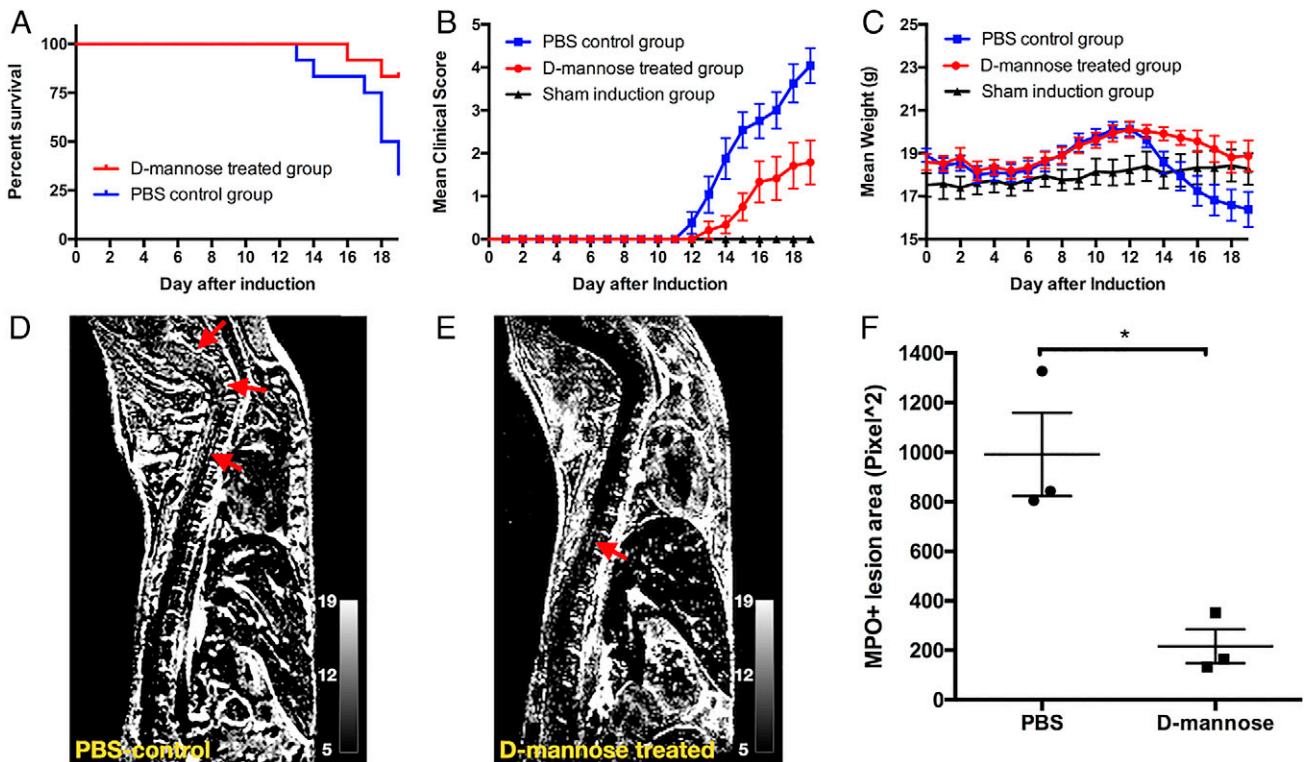 A
Percent survival
100
75
50
25
0
D-mannose treated group
PBS control group
0 2 4 6 8 10 12 14 16 18
Day after induction
B
Mean Clinical Score
5
4
3
2
1
0
PBS control group
D-mannose treated group
Sham induction group
0 2 4 6 8 10 12 14 16 18
Day after Induction
C
Mean Weight (g)
25
23
21
19
17
15
PBS control group
D-mannose treated group
Sham induction group
0 2 4 6 8 10 12 14 16 18
Day after Induction
D
19
12
5
PBS-control
E
19
12
5
D-mannose treated
F
MPO+ lesion area (Pixel^2)
1400
1200
1000
800
600
400
200
0
*
PBS D-mannose